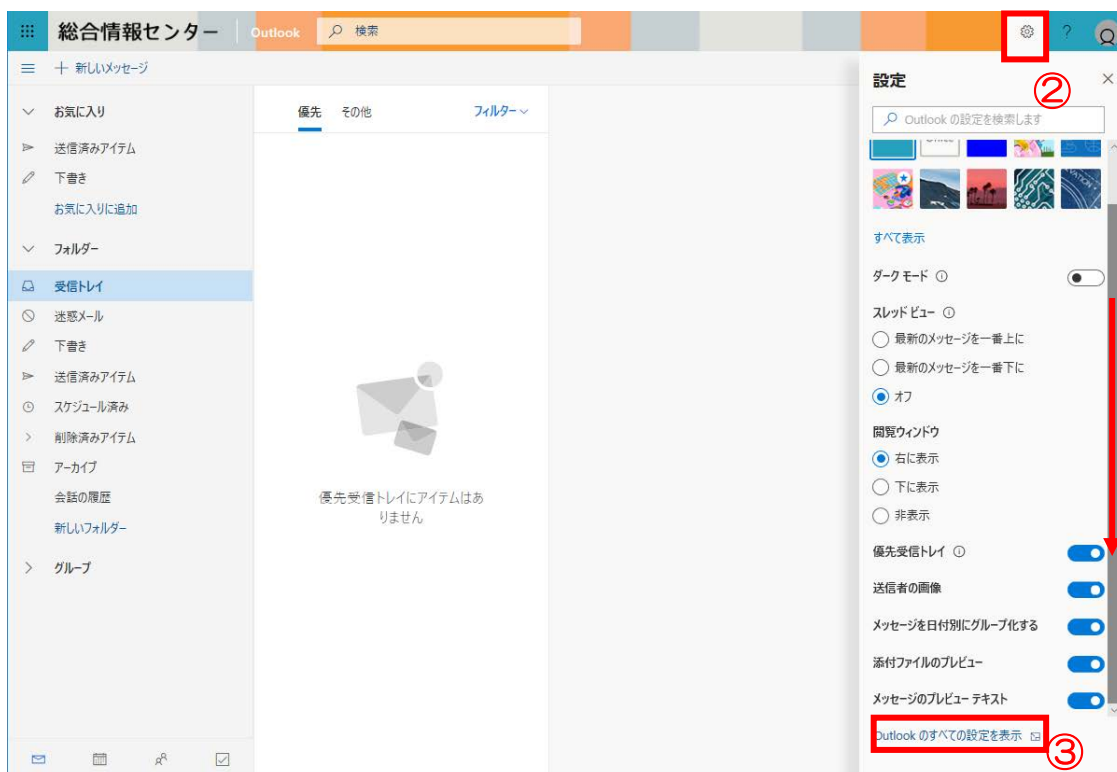 総合情報センター
Outlook
検索
?
新しいメッセージ
お気に入り
送信済みアイテム
下書き
お気に入りに追加
フォルダー
受信トレイ
迷惑メール
下書き
送信済みアイテム
スケジュール済み
削除済みアイテム
アーカイブ
会話の履歴
新しいフォルダー
グループ
優先 その他 フィルター
優先受信トレイにアイテムはあ
りません
設定
②
Outlook の設定を検索します
すべて表示
ダーク モード
スレッド ビュー
最新のメッセージを一番上に
最新のメッセージを一番下に
オフ
閲覧ウィンドウ
右に表示
下に表示
非表示
優先受信トレイ
送信者の画像
メッセージを日付別にグループ化する
添付ファイルのプレビュー
メッセージのプレビュー テキスト
Outlook のすべての設定を表示
③